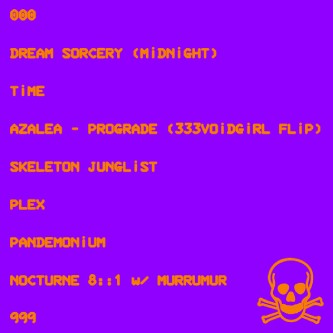 000
DREAM SORCERY (MiDNiGHT)
TiME
AZALEA - PROGRADE (333VOiDGiRL FLiP)
SKELETON JUNGLiST
PLEX
PANDEMONiUM
NOCTURNE 8::1 w/ MURRUMUR
999